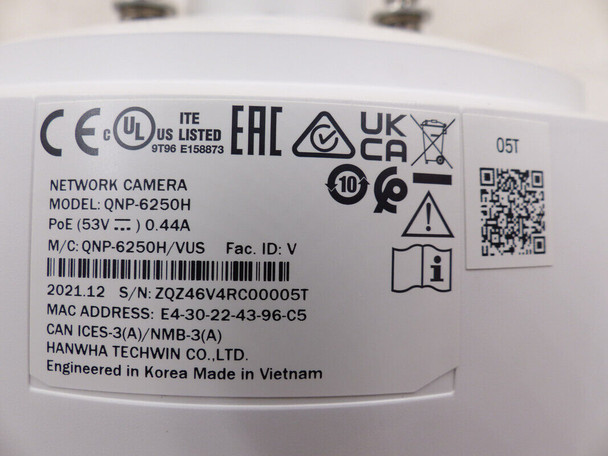 CE c UL US ITE LISTED EAC UK CA
9T96 E158873
10
05T
NETWORK CAMERA
MODEL: QNP-6250H
PoE (53V ⎓) 0.44A
M/C: QNP-6250H/VUS Fac. ID: V
2021.12 S/N: ZQZ46V4RC00005T
MAC ADDRESS: E4-30-22-43-96-C5
CAN ICES-3(A)/NMB-3(A)
HANWHA TECHWIN CO.,LTD.
Engineered in Korea Made in Vietnam